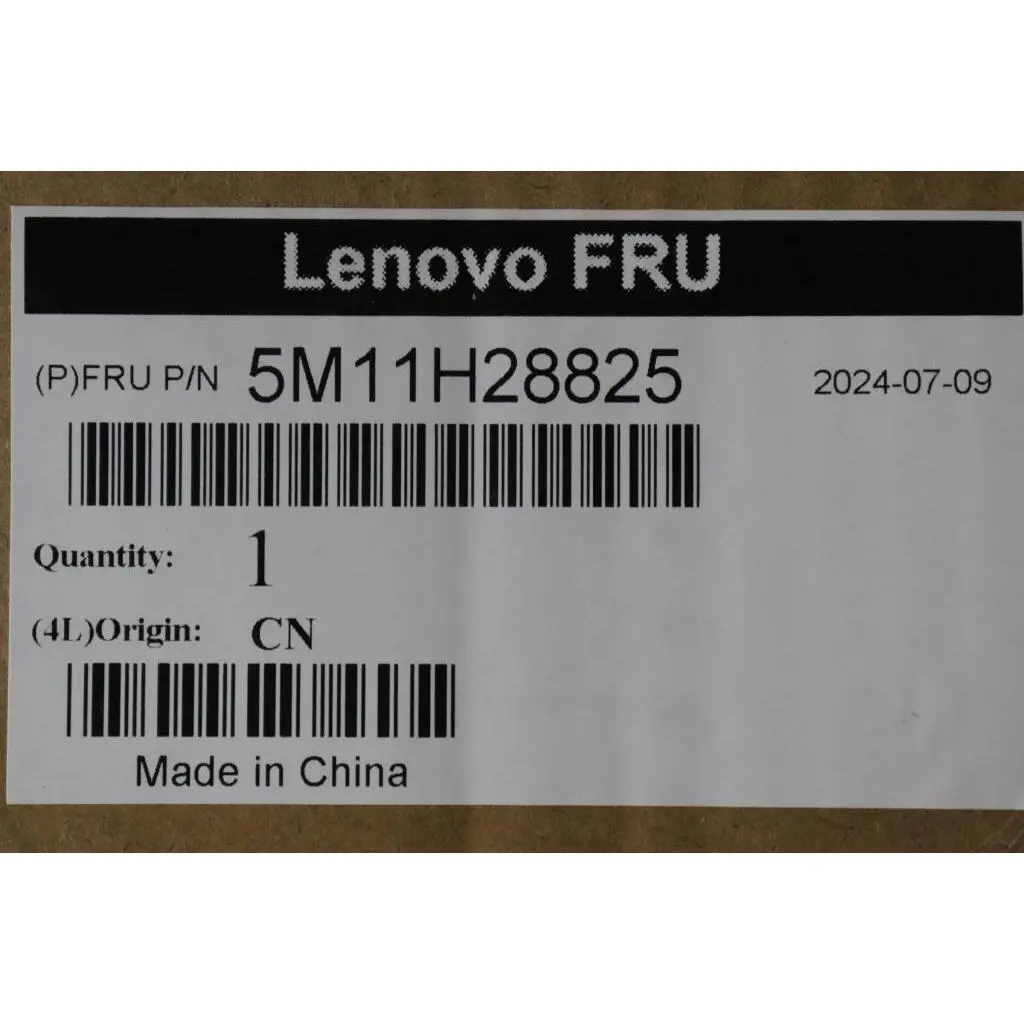 Lenovo FRU
(P)FRU P/N 5M11H28825 2024-07-09
Quantity: 1
(4L)Origin: CN
Made in China